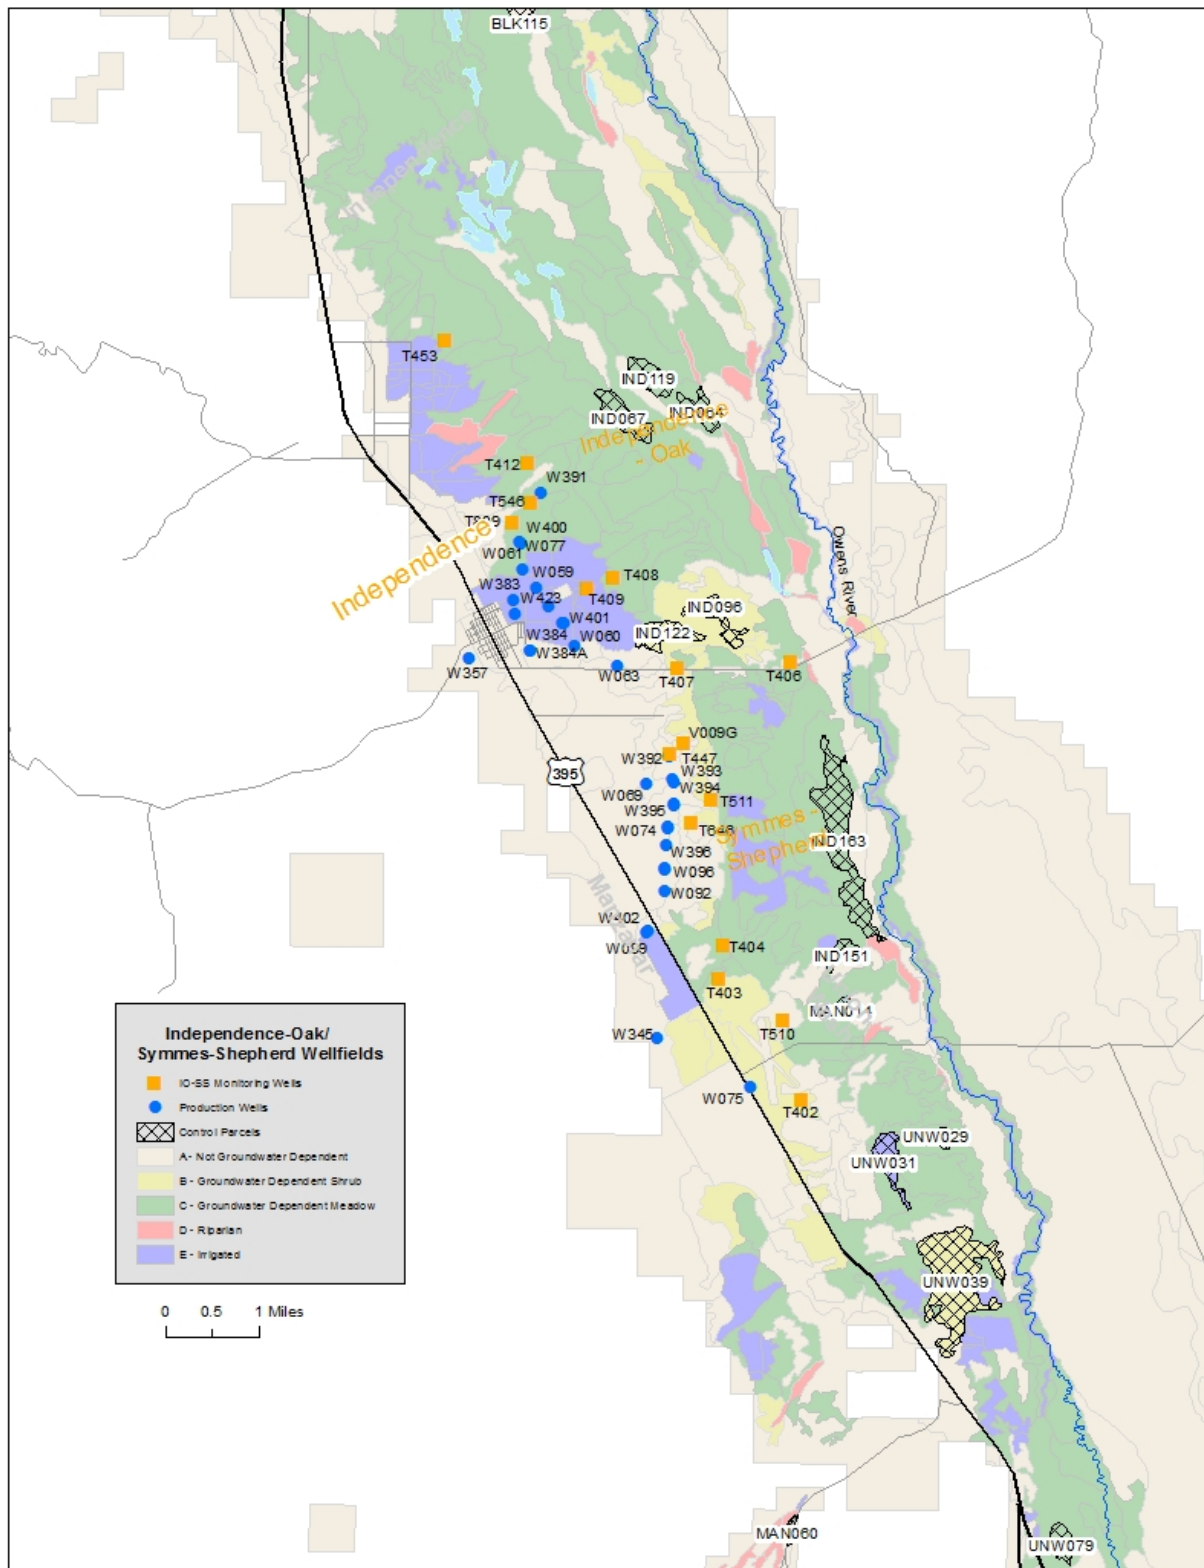 BLK115
Independence
T453
IND119
IND067
IND064
Independence
- Oak
T412
W391
T546
W400
W077
W061
Independence
W059
W383
T408
W423
T409
W401
IND096
IND122
W384
W060
W384A
W357
W063
T407
T406
Owens River
V009G
W392
T447
W393
395
W069
W394
W395
T511
W074
Symmes -
Shepherd
W396
IND163
W096
W092
W402
Manzanar
T404
IND151
T403
MAN014
T510
W345
W075
T402
UNW029
UNW031
UNW039
MAN060
UNW079
Independence-Oak/
Symmes-Shepherd Wellfields
IO-SS Monitoring Wells
Production Wells
Control Parcels
A - Not Groundwater Dependent
B - Groundwater Dependent Shrub
C - Groundwater Dependent Meadow
D - Riparian
E - Irrigated
0 0.5 1 Miles